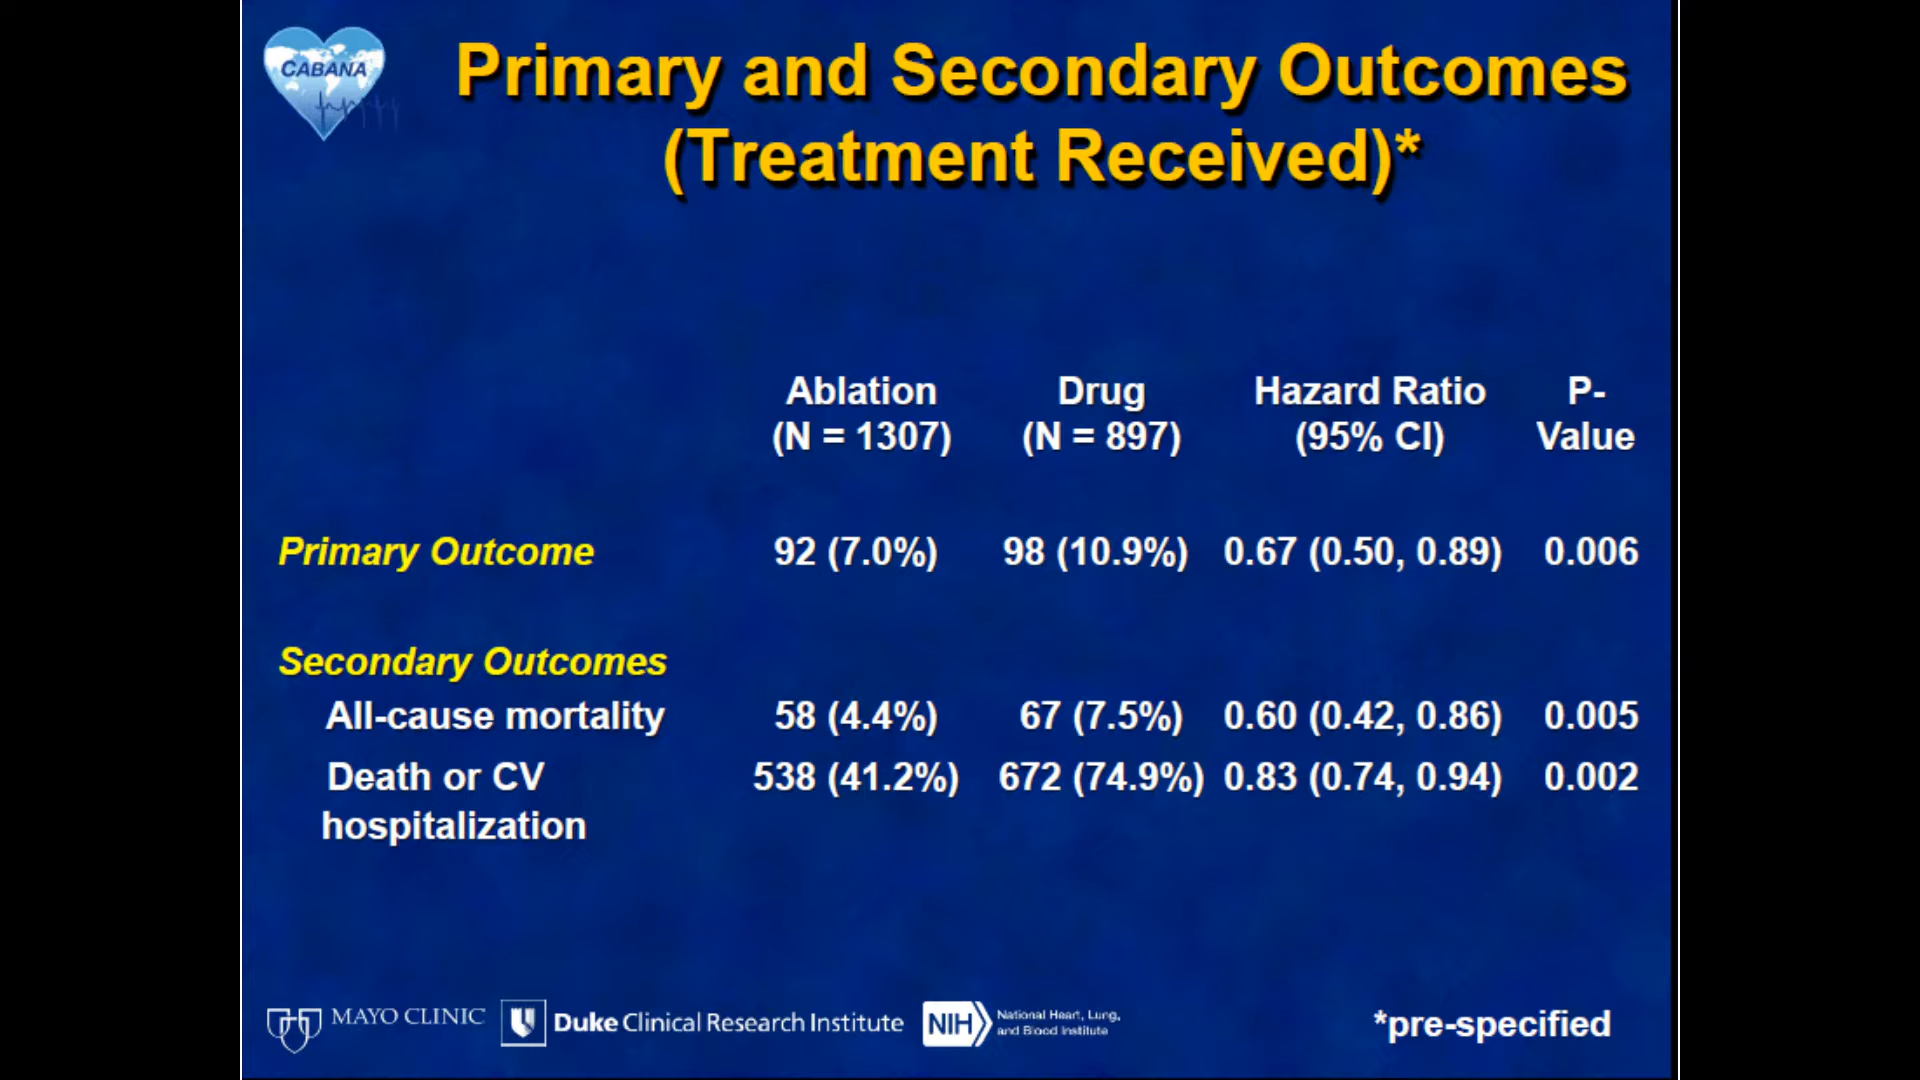 CABANA
Primary and Secondary Outcomes
(Treatment Received)*
Ablation Drug Hazard Ratio P-
(N = 1307) (N = 897) (95% CI) Value
Primary Outcome 92 (7.0%) 98 (10.9%) 0.67 (0.50, 0.89) 0.006
Secondary Outcomes
All-cause mortality 58 (4.4%) 67 (7.5%) 0.60 (0.42, 0.86) 0.005
Death or CV 538 (41.2%) 672 (74.9%) 0.83 (0.74, 0.94) 0.002
hospitalization
MAYO CLINIC Duke Clinical Research Institute NIH National Heart, Lung,
and Blood Institute
*pre-specified